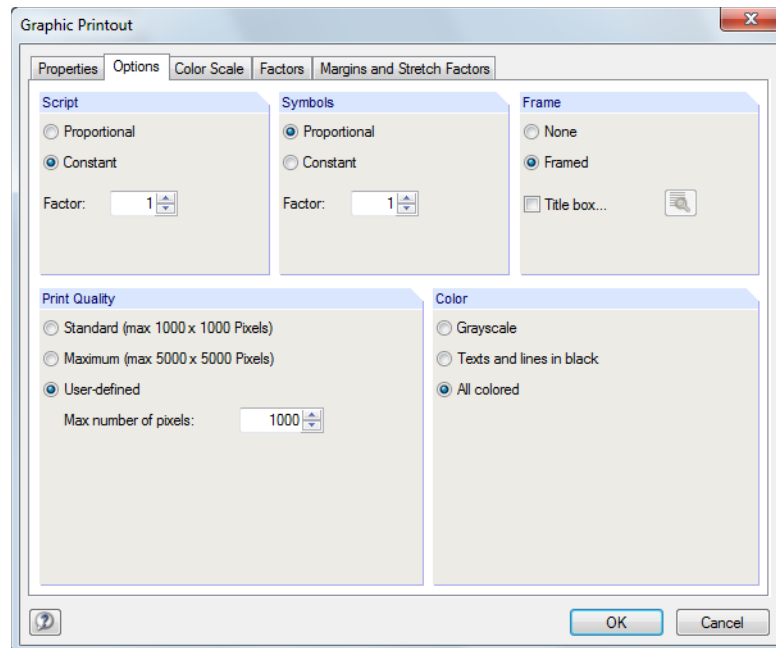 Graphic Printout
Properties Options Color Scale Factors Margins and Stretch Factors
Script
Proportional
Constant
Factor: 1
Symbols
Proportional
Constant
Factor: 1
Frame
None
Framed
Title box...
Print Quality
Standard (max 1000 x 1000 Pixels)
Maximum (max 5000 x 5000 Pixels)
User-defined
Max number of pixels: 1000
Color
Grayscale
Texts and lines in black
All colored
OK Cancel